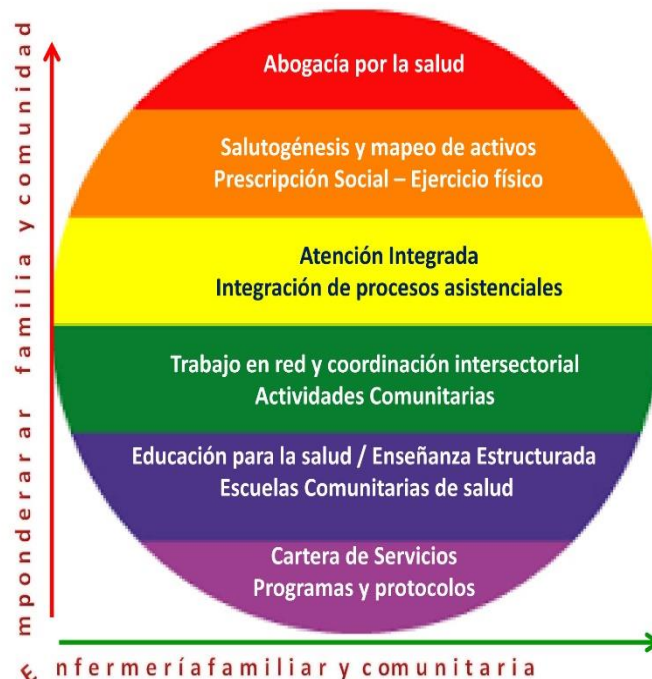 Abogacía por la salud
Salutogénesis y mapeo de activos
Prescripción Social – Ejercicio físico
Atención Integrada
Integración de procesos asistenciales
Trabajo en red y coordinación intersectorial
Actividades Comunitarias
Educación para la salud / Enseñanza Estructurada
Escuelas Comunitarias de salud
Cartera de Servicios
Programas y protocolos
mponderarar familia y comunidad
Enfermeríafamiliar y comunitaria